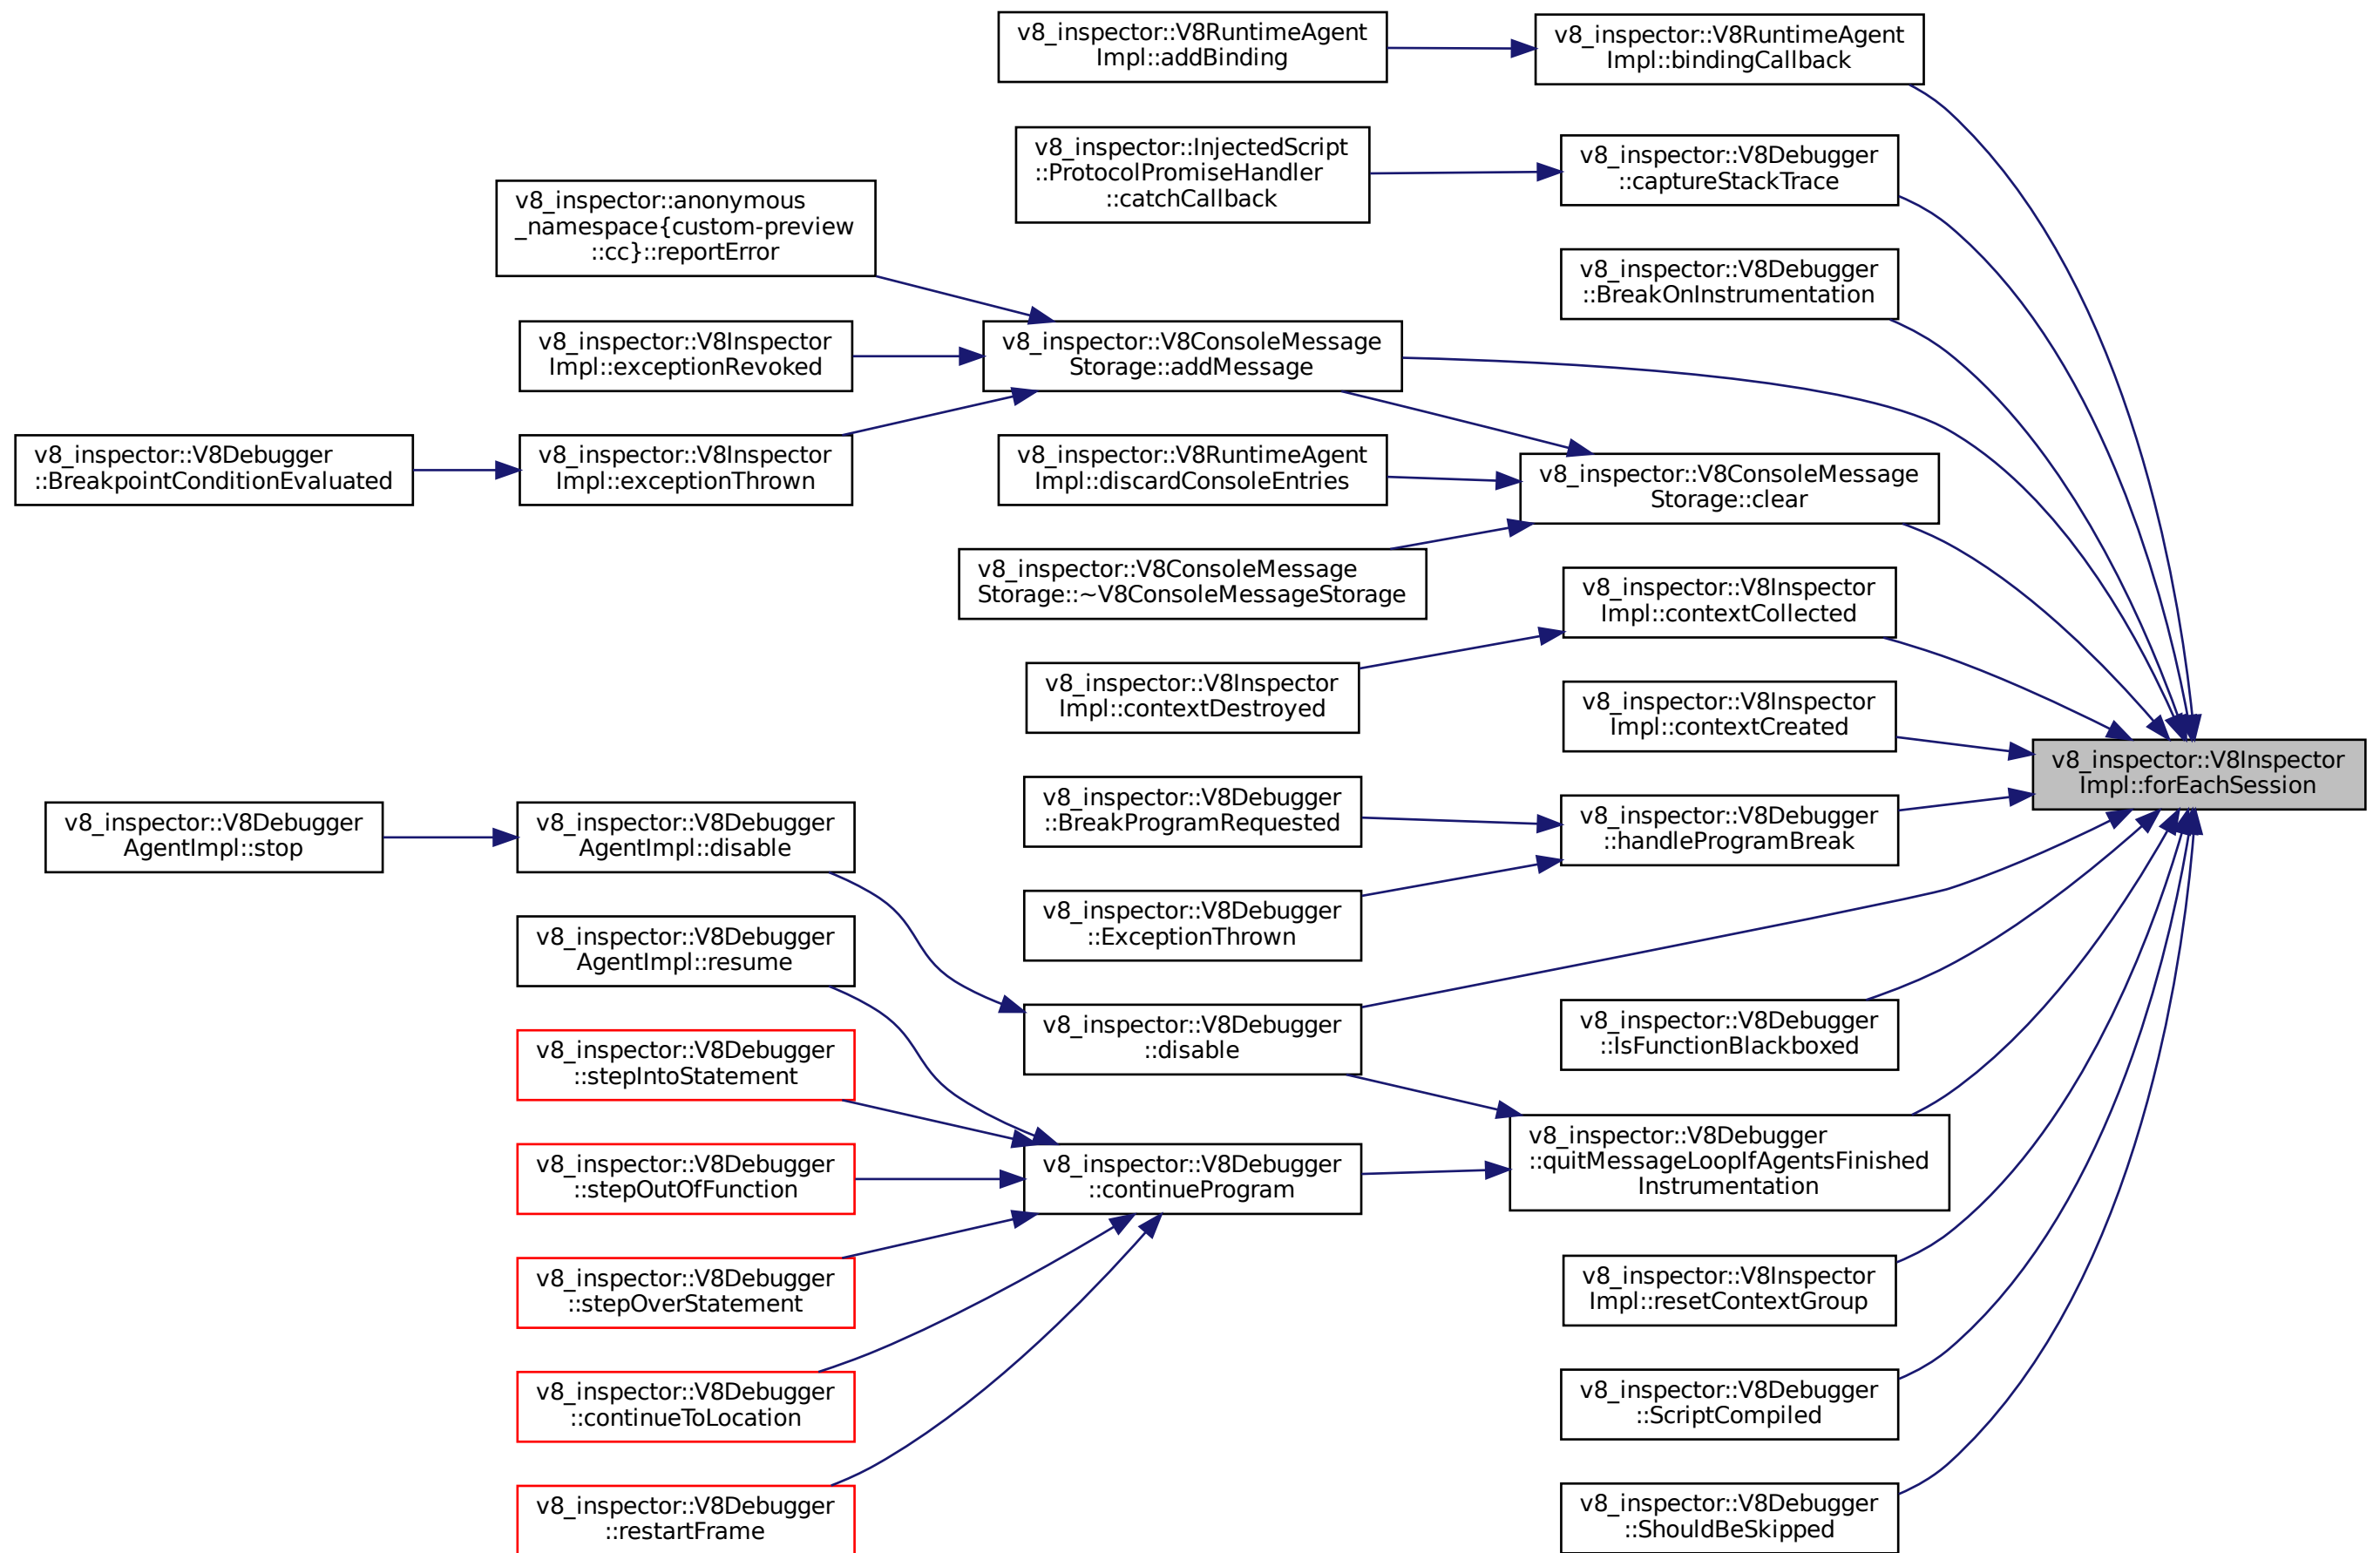 v8_inspector::V8RuntimeAgent
Impl::addBinding
v8_inspector::V8RuntimeAgent
Impl::bindingCallback
v8_inspector::InjectedScript
::ProtocolPromiseHandler
::catchCallback
v8_inspector::V8Debugger
::captureStackTrace
v8_inspector::anonymous
_namespace{custom-preview
::cc}::reportError
v8_inspector::V8Debugger
::BreakOnInstrumentation
v8_inspector::V8Inspector
Impl::exceptionRevoked
v8_inspector::V8ConsoleMessage
Storage::addMessage
v8_inspector::V8Debugger
::BreakpointConditionEvaluated
v8_inspector::V8Inspector
Impl::exceptionThrown
v8_inspector::V8RuntimeAgent
Impl::discardConsoleEntries
v8_inspector::V8ConsoleMessage
Storage::clear
v8_inspector::V8ConsoleMessage
Storage::~V8ConsoleMessageStorage
v8_inspector::V8Inspector
Impl::contextCollected
v8_inspector::V8Inspector
Impl::contextDestroyed
v8_inspector::V8Inspector
Impl::contextCreated
v8_inspector::V8Inspector
Impl::forEachSession
v8_inspector::V8Debugger
AgentImpl::stop
v8_inspector::V8Debugger
AgentImpl::disable
v8_inspector::V8Debugger
::BreakProgramRequested
v8_inspector::V8Debugger
::handleProgramBreak
v8_inspector::V8Debugger
AgentImpl::resume
v8_inspector::V8Debugger
::ExceptionThrown
v8_inspector::V8Debugger
::stepIntoStatement
v8_inspector::V8Debugger
::disable
v8_inspector::V8Debugger
::IsFunctionBlackboxed
v8_inspector::V8Debugger
::stepOutOfFunction
v8_inspector::V8Debugger
::continueProgram
v8_inspector::V8Debugger
::quitMessageLoopIfAgentsFinished
Instrumentation
v8_inspector::V8Debugger
::stepOverStatement
v8_inspector::V8Inspector
Impl::resetContextGroup
v8_inspector::V8Debugger
::continueToLocation
v8_inspector::V8Debugger
::ScriptCompiled
v8_inspector::V8Debugger
::restartFrame
v8_inspector::V8Debugger
::ShouldBeSkipped